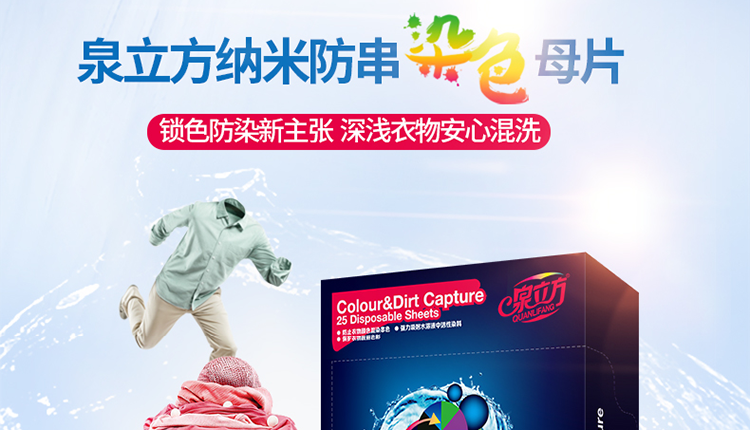 泉立方纳米防串染色母片
锁色防染新主张 深浅衣物安心混洗
Colour&Dirt Capture
25 Disposable Sheets
泉立方
QUANLIFANG